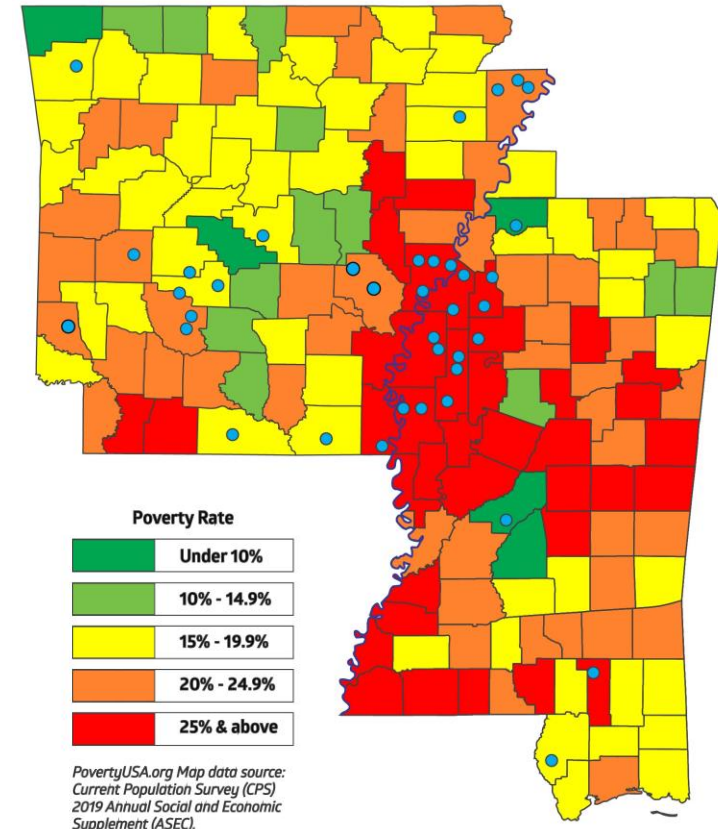 Poverty Rate
Under 10%
10% - 14.9%
15% - 19.9%
20% - 24.9%
25% & above
PovertyUSA.org Map data source:
Current Population Survey (CPS)
2019 Annual Social and Economic
Supplement (ASEC).